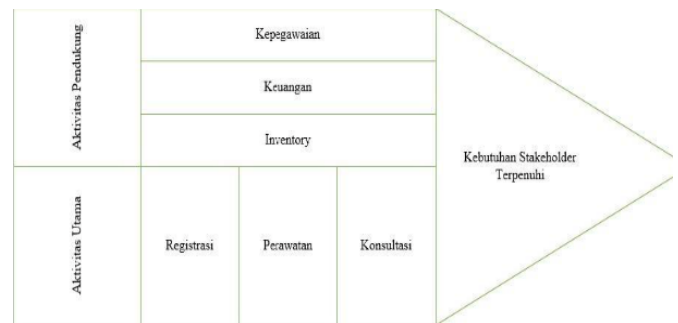 Aktivitas Pendukung
Kepegawaian
Keuangan
Inventory
Aktivitas Utama
Registrasi
Perawatan
Konsultasi
Kebutuhan Stakeholder
Terpenuhi